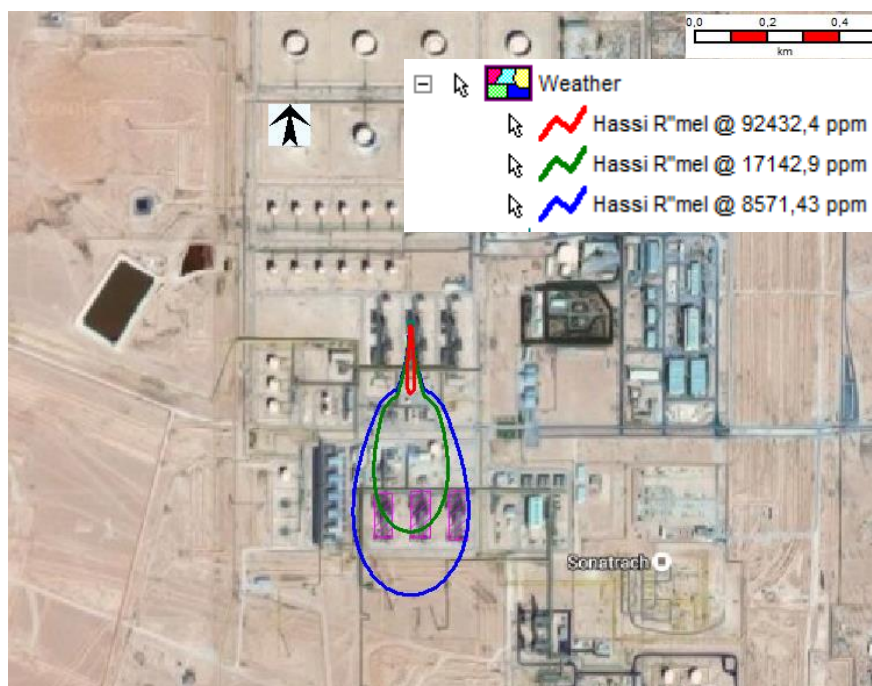 0,0 0,2 0,4
km
Weather
Hassi R"mel @ 92432,4 ppm
Hassi R"mel @ 17142,9 ppm
Hassi R"mel @ 8571,43 ppm
Sonatrach